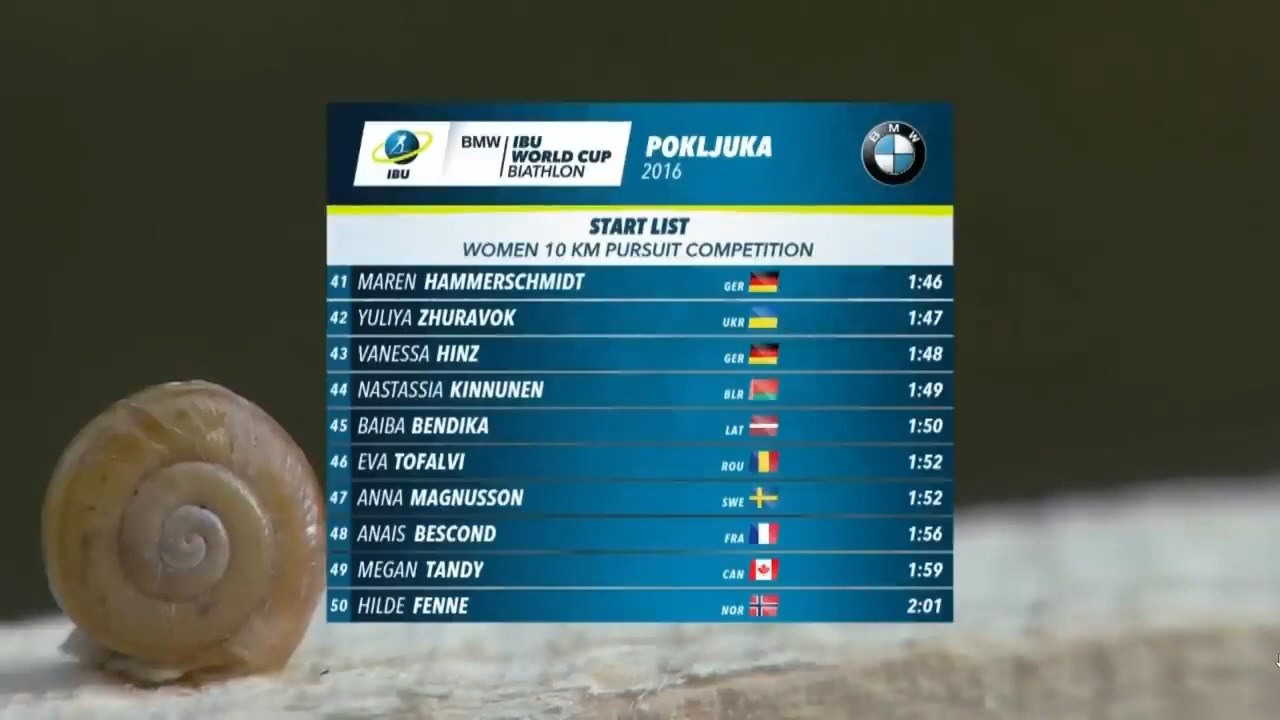 BMW IBU WORLD CUP BIATHLON
IBU
POKLJUKA
2016
BMW
START LIST
WOMEN 10 KM PURSUIT COMPETITION
41 MAREN HAMMERSCHMIDT GER 1:46
42 YULIYA ZHURAVOK UKR 1:47
43 VANESSA HINZ GER 1:48
44 NASTASSIA KINNUNEN BLR 1:49
45 BAIBA BENDIKA LAT 1:50
46 EVA TOFALVI ROU 1:52
47 ANNA MAGNUSSON SWE 1:52
48 ANAIS BESCOND FRA 1:56
49 MEGAN TANDY CAN 1:59
50 HILDE FENNE NOR 2:01